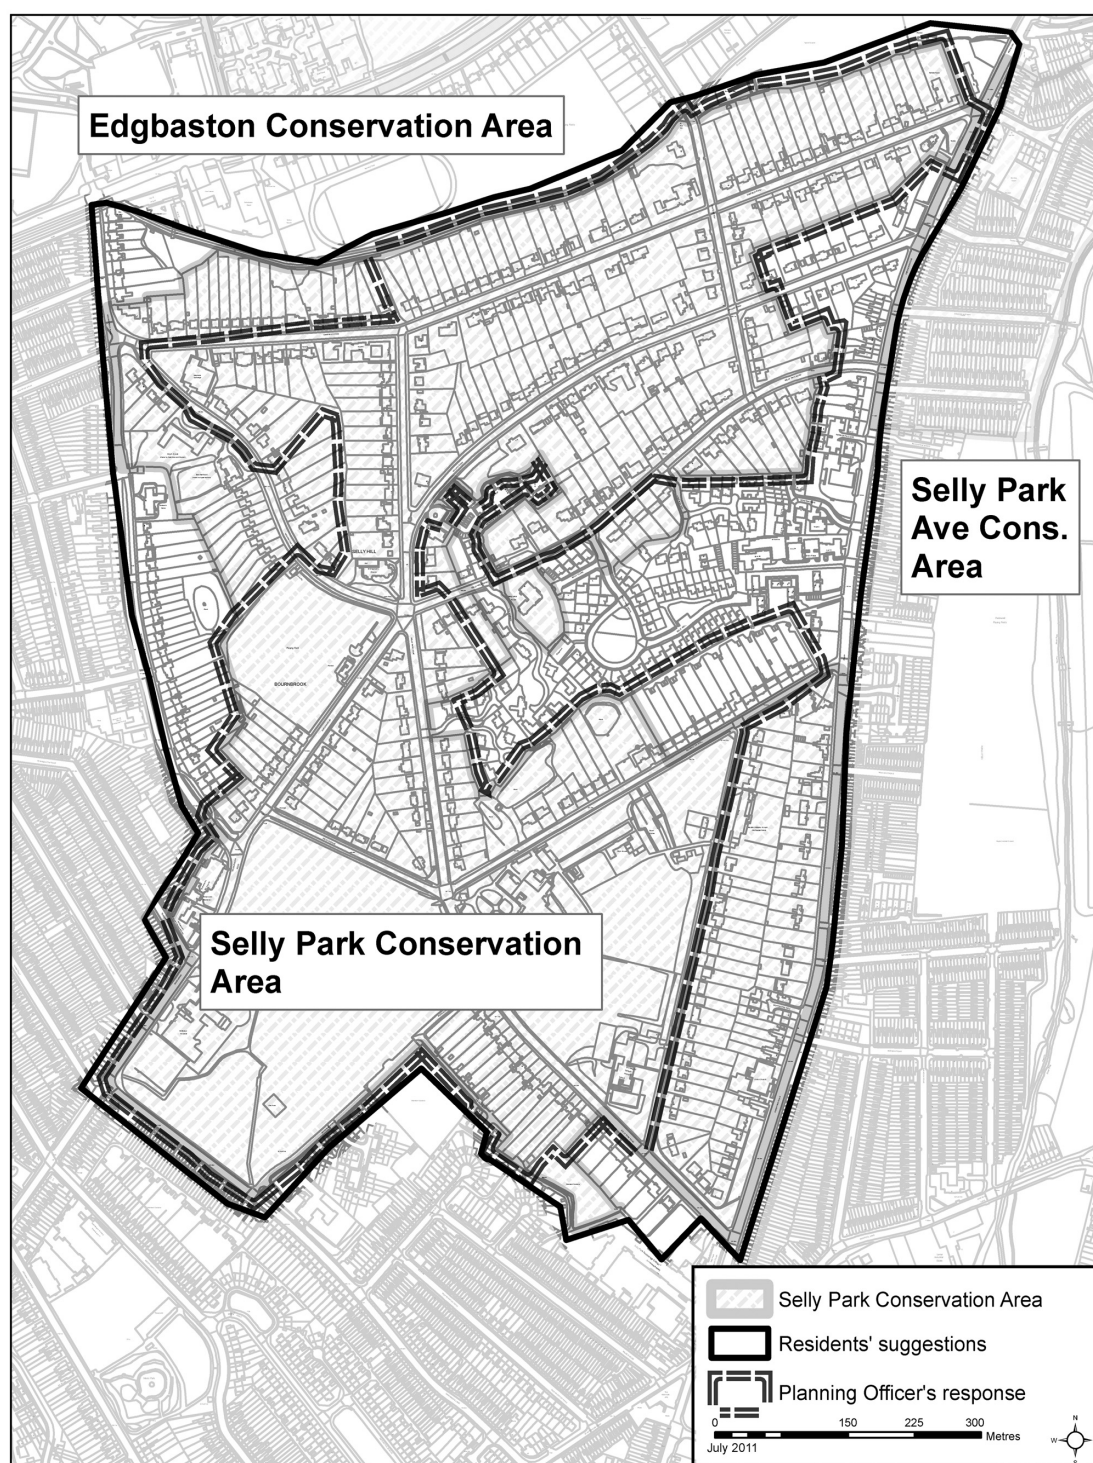 Edgbaston Conservation Area
Selly Park
Ave Cons.
Area
SELLY HILL
BOURNBROOK
Selly Park Conservation
Area
Selly Park Conservation Area
Residents' suggestions
Planning Officer's response
0 150 225 300
Metres
July 2011
N
W
E
S